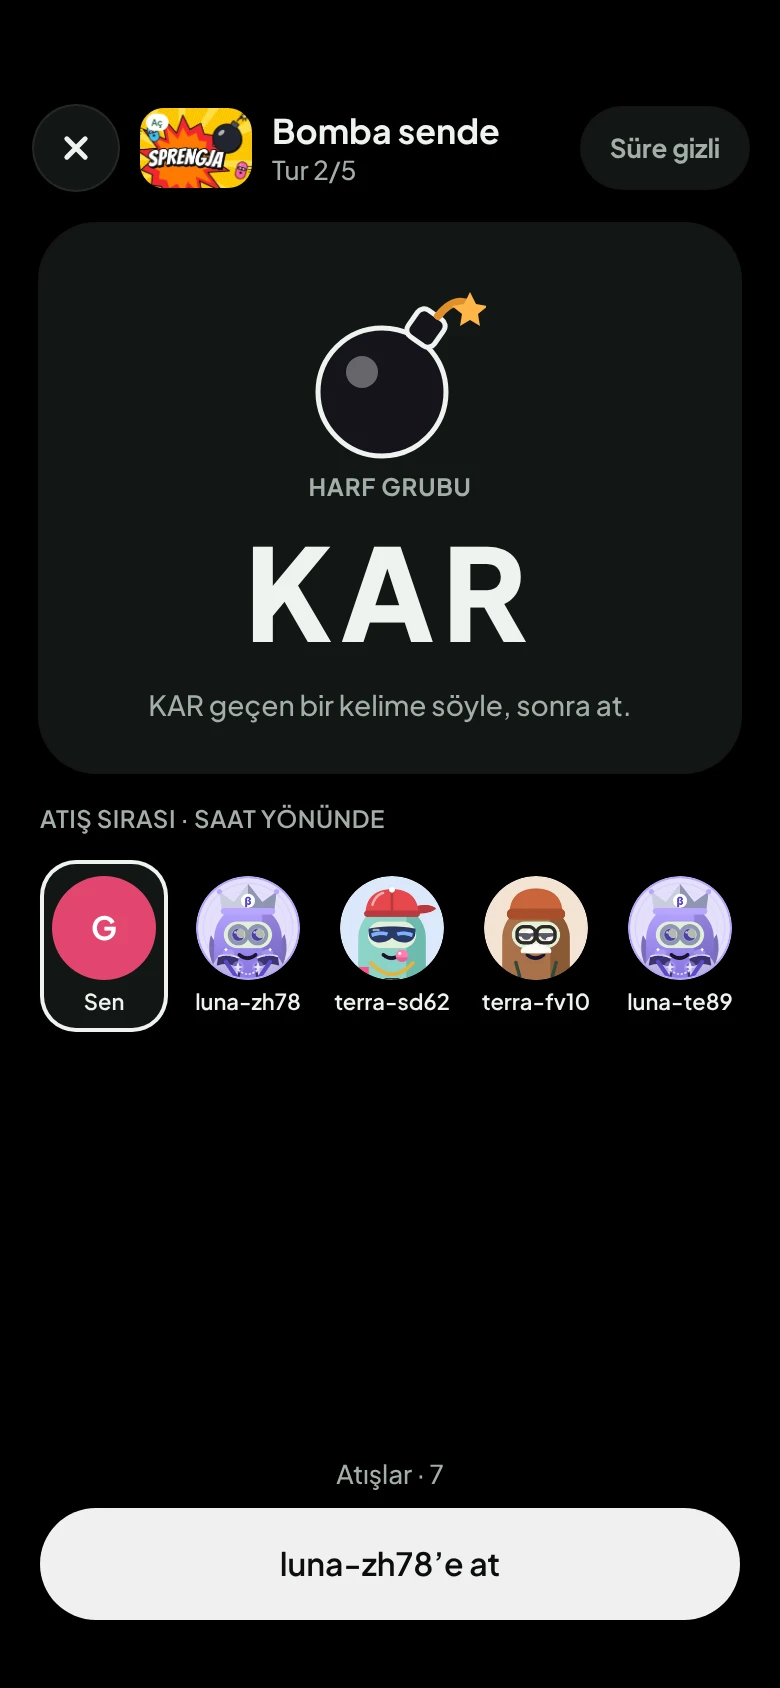 Aç
SPRENGJA
Bomba sende
Tur 2/5
Süre gizli
HARF GRUBU
KAR
KAR geçen bir kelime söyle, sonra at.
ATIŞ SIRASI · SAAT YÖNÜNDE
G
β
β
Sen
luna-zh78
terra-sd62
terra-fv10
luna-te89
Atışlar · 7
luna-zh78’e at